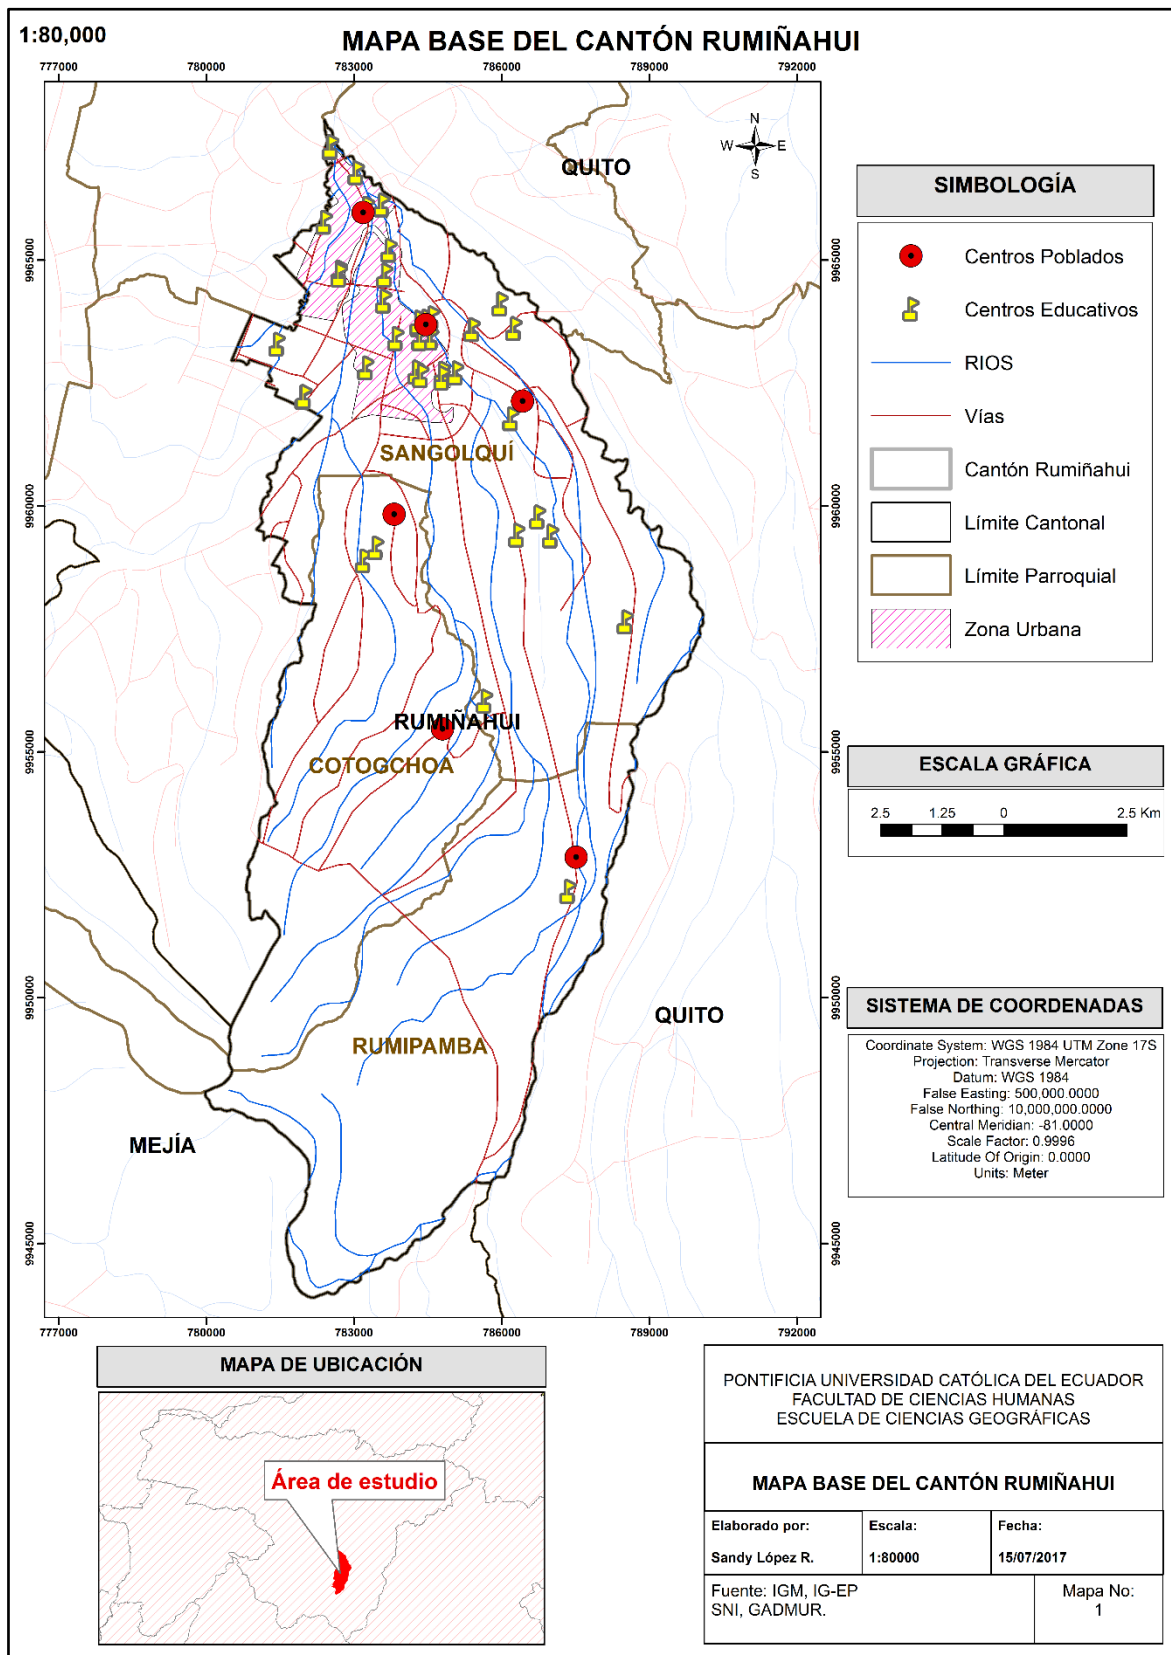 1:80,000
MAPA BASE DEL CANTÓN RUMIÑAHUI
777000 780000 783000 786000 789000 792000
N
W E
S
QUITO
9965000 9965000
SANGOLQUÍ
9960000 9960000
RUMIÑAHUI
COTOGCHOA
9955000 9955000
9950000 9950000
QUITO
RUMIPAMBA
MEJÍA
9945000 9945000
777000 780000 783000 786000 789000 792000
SIMBOLOGÍA
Centros Poblados
Centros Educativos
RIOS
Vías
Cantón Rumiñahui
Límite Cantonal
Límite Parroquial
Zona Urbana
ESCALA GRÁFICA
2.5 1.25 0 2.5 Km
SISTEMA DE COORDENADAS
Coordinate System: WGS 1984 UTM Zone 17S
Projection: Transverse Mercator
Datum: WGS 1984
False Easting: 500,000.0000
False Northing: 10,000,000.0000
Central Meridian: -81.0000
Scale Factor: 0.9996
Latitude Of Origin: 0.0000
Units: Meter
MAPA DE UBICACIÓN
Área de estudio
PONTIFICIA UNIVERSIDAD CATÓLICA DEL ECUADOR
FACULTAD DE CIENCIAS HUMANAS
ESCUELA DE CIENCIAS GEOGRÁFICAS
MAPA BASE DEL CANTÓN RUMIÑAHUI
Elaborado por: Escala: Fecha:
Sandy López R. 1:80000 15/07/2017
Fuente: IGM, IG-EP
SNI, GADMUR.
Mapa No:
1